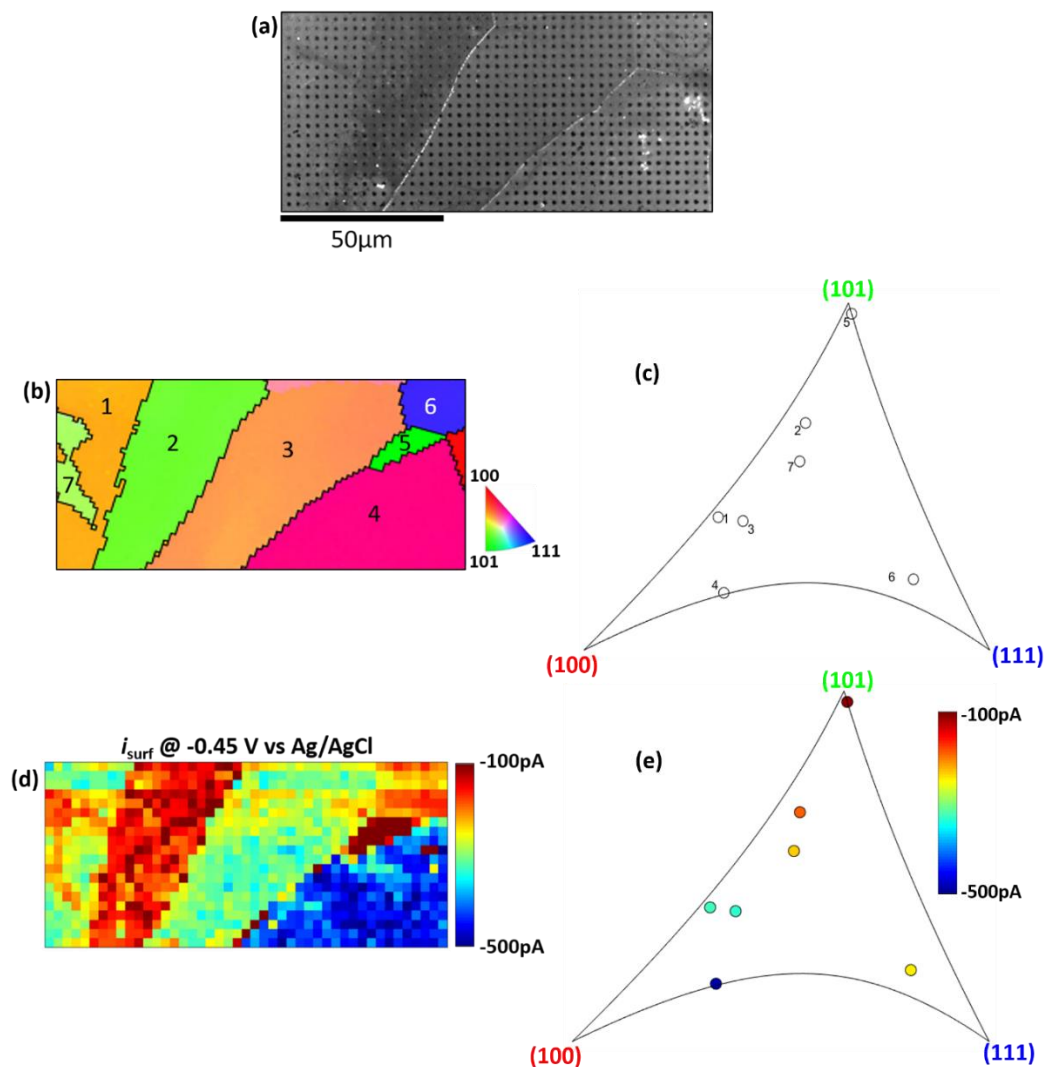 (a)
50μm
(b)
1
2
3
4
5
6
7
100
101
111
(c)
(101)
5
2
7
1
3
4
6
(100)
(111)
(d)
i surf @ -0.45 V vs Ag/AgCl
-100pA
-500pA
(e)
(101)
-100pA
-500pA
(100)
(111)